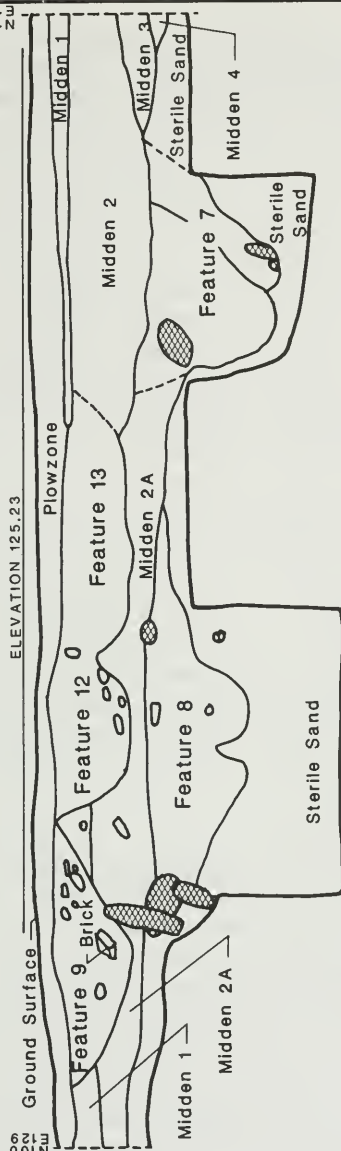 Ground Surface
ELEVATION 125.23
Plowzone
Midden 1
Feature 9
Brick
Feature 12
Feature 13
Midden 2
Midden 3
Sterile Sand
Midden 4
Midden 1
Midden 2A
Feature 8
Midden 2A
Feature 7
Sterile
Sand
Sterile Sand